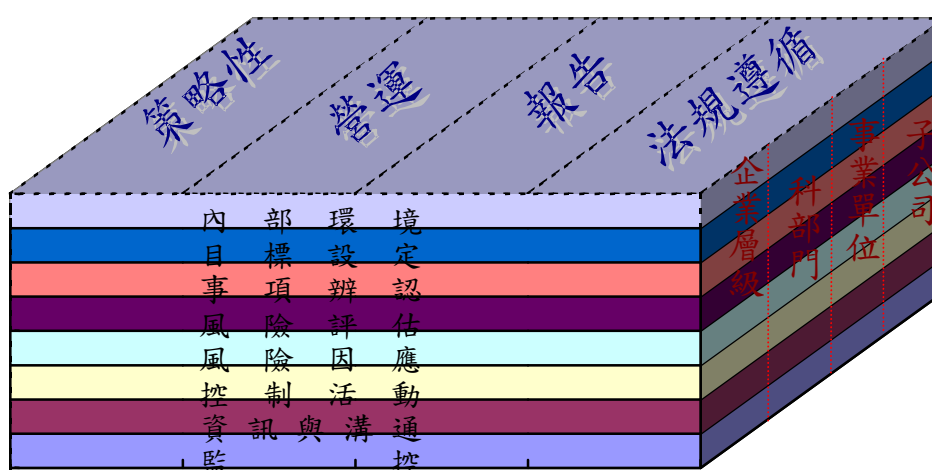 策略性
營運
報告
法規遵循
內部環境
目標設定
事項辨認
風險評估
風險因應
控制活動
資訊與溝通
監控
企業層級
科部門
事業單位
子公司